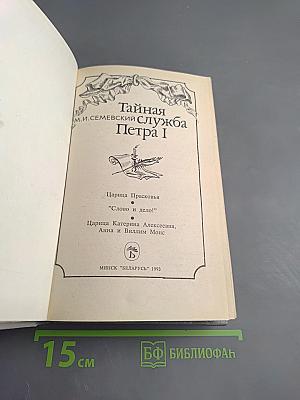 Тайная
М.И. СЕМЕВСКИЙ служба
Петра I
Царица Прасковья
"Слово и дело!"
Царица Катерина Алексеевна,
Анна и Виллим Монс
Б
МИНСК "БЕЛАРУСЬ" 1993
15 см
БФ БИБЛИОФАН